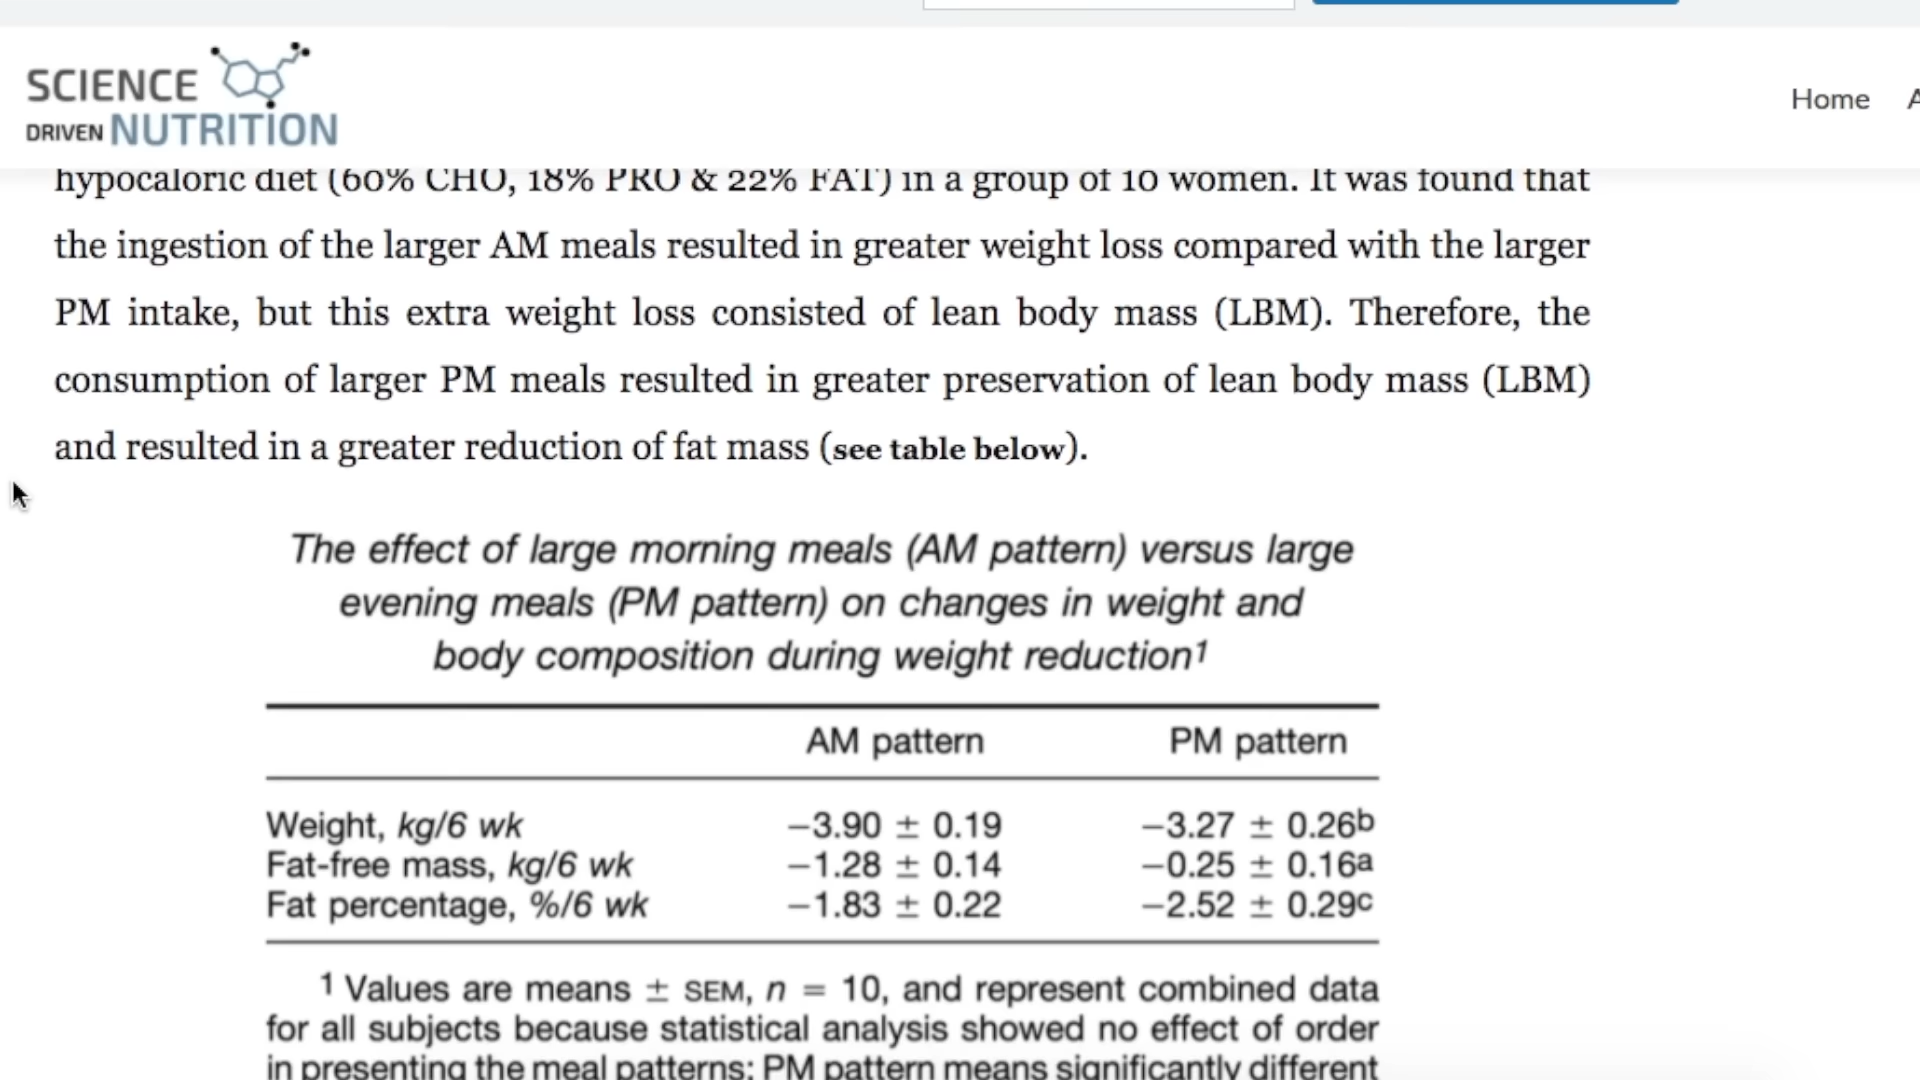 SCIENCE
DRIVEN NUTRITION
Home
hypocaloric diet (60% CHO, 18% PRO & 22% FAT) in a group of 10 women. It was found that
the ingestion of the larger AM meals resulted in greater weight loss compared with the larger
PM intake, but this extra weight loss consisted of lean body mass (LBM). Therefore, the
consumption of larger PM meals resulted in greater preservation of lean body mass (LBM)
and resulted in a greater reduction of fat mass (see table below).
The effect of large morning meals (AM pattern) versus large
evening meals (PM pattern) on changes in weight and
body composition during weight reduction¹
AM pattern PM pattern
Weight, kg/6 wk −3.90 ± 0.19 −3.27 ± 0.26b
Fat-free mass, kg/6 wk −1.28 ± 0.14 −0.25 ± 0.16a
Fat percentage, %/6 wk −1.83 ± 0.22 −2.52 ± 0.29c
¹ Values are means ± SEM, n = 10, and represent combined data
for all subjects because statistical analysis showed no effect of order
in presenting the meal patterns; PM pattern means significantly different